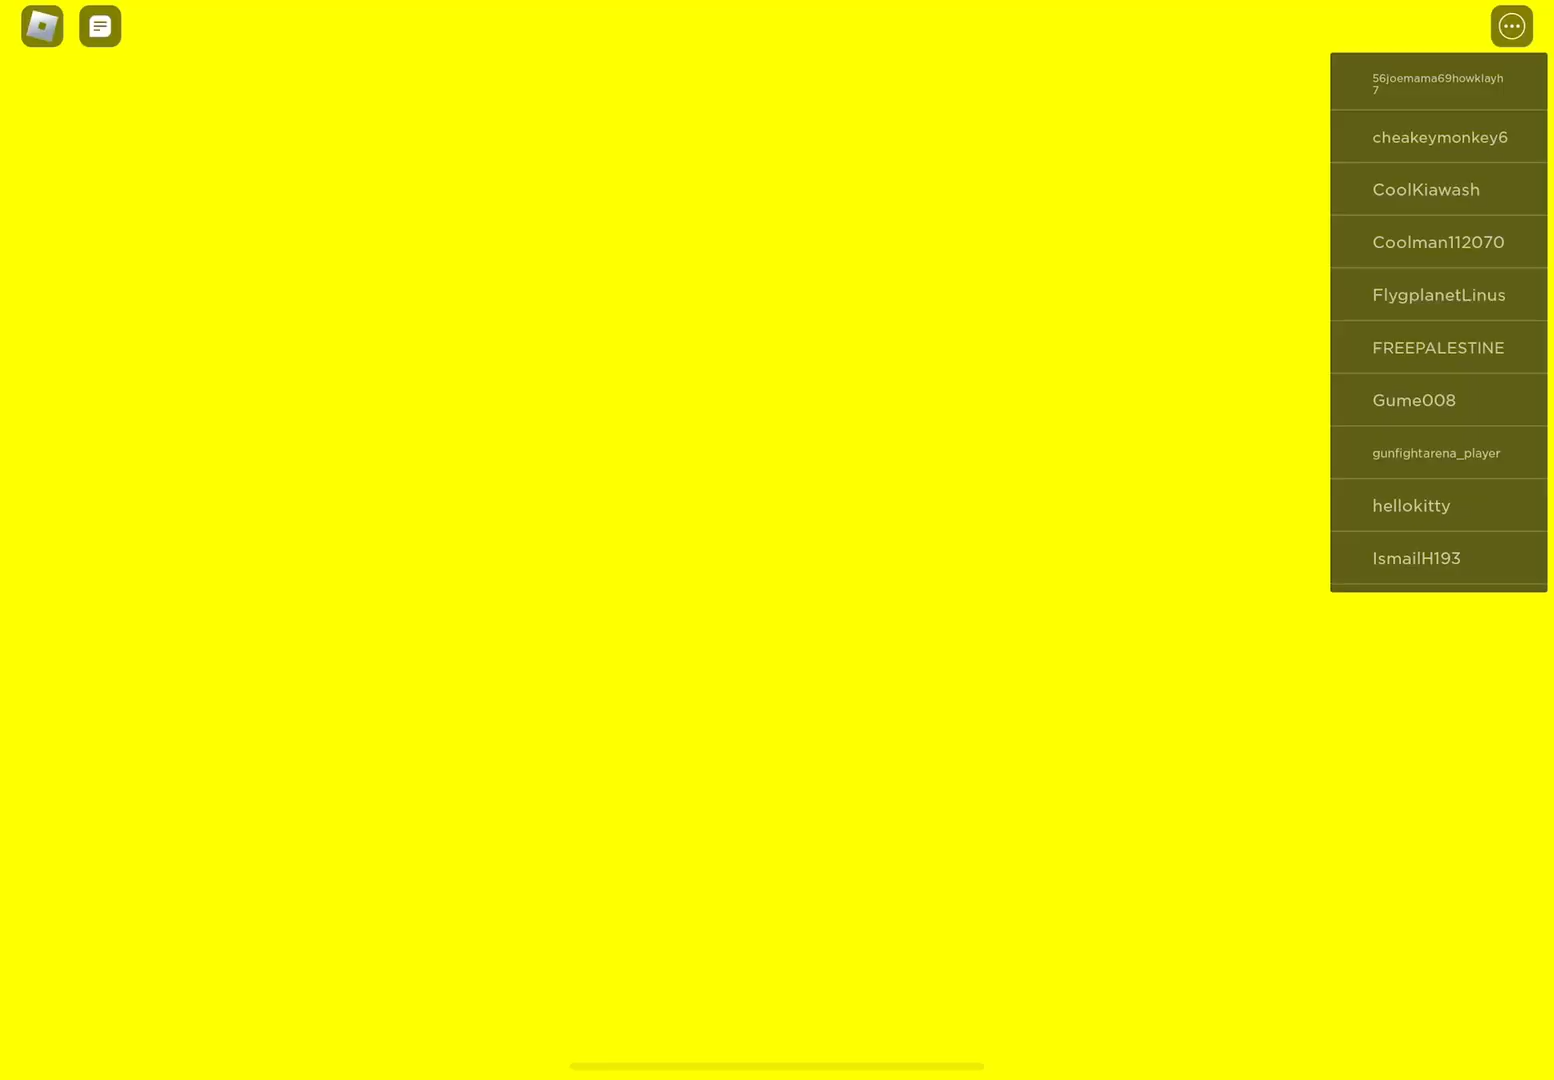 56joemama69howklayh
7
cheakeymonkey6
CoolKiawash
Coolman112070
FlygplanetLinus
FREEPALESTINE
Gume008
gunfightarena_player
hellokitty
IsmailH193